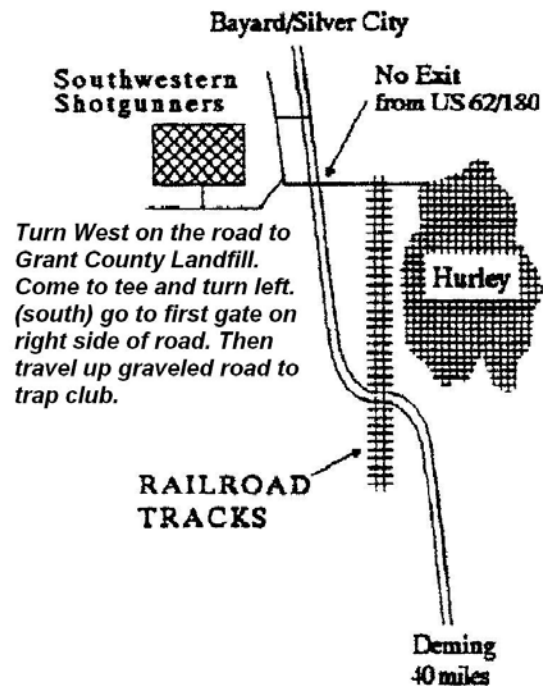 Bayard/Silver City
Southwestern
Shotgunners
No Exit
from US 62/180
Turn West on the road to
Grant County Landfill.
Come to tee and turn left.
(south) go to first gate on
right side of road. Then
travel up graveled road to
trap club.
Hurley
RAILROAD
TRACKS
Deming
40 miles